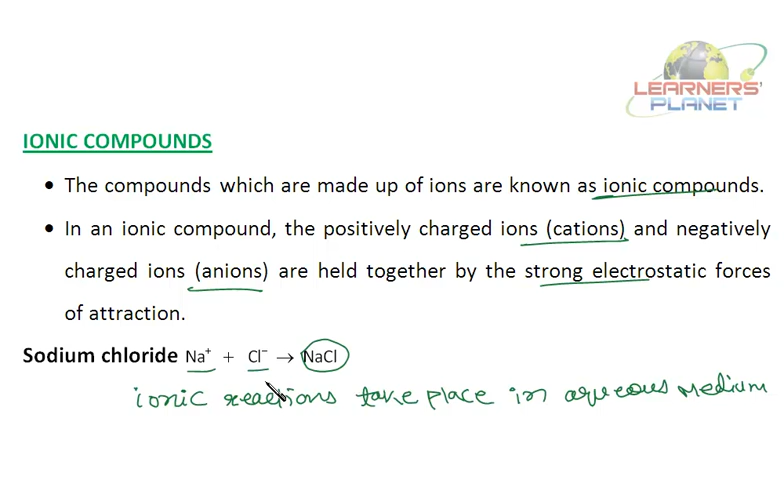 LEARNERS'
PLANET
IONIC COMPOUNDS
• The compounds which are made up of ions are known as ionic compounds.
• In an ionic compound, the positively charged ions (cations) and negatively
charged ions (anions) are held together by the strong electrostatic forces
of attraction.
Sodium chloride Na⁺ + Cl⁻ → NaCl
ionic reactions take place in aqueous medium